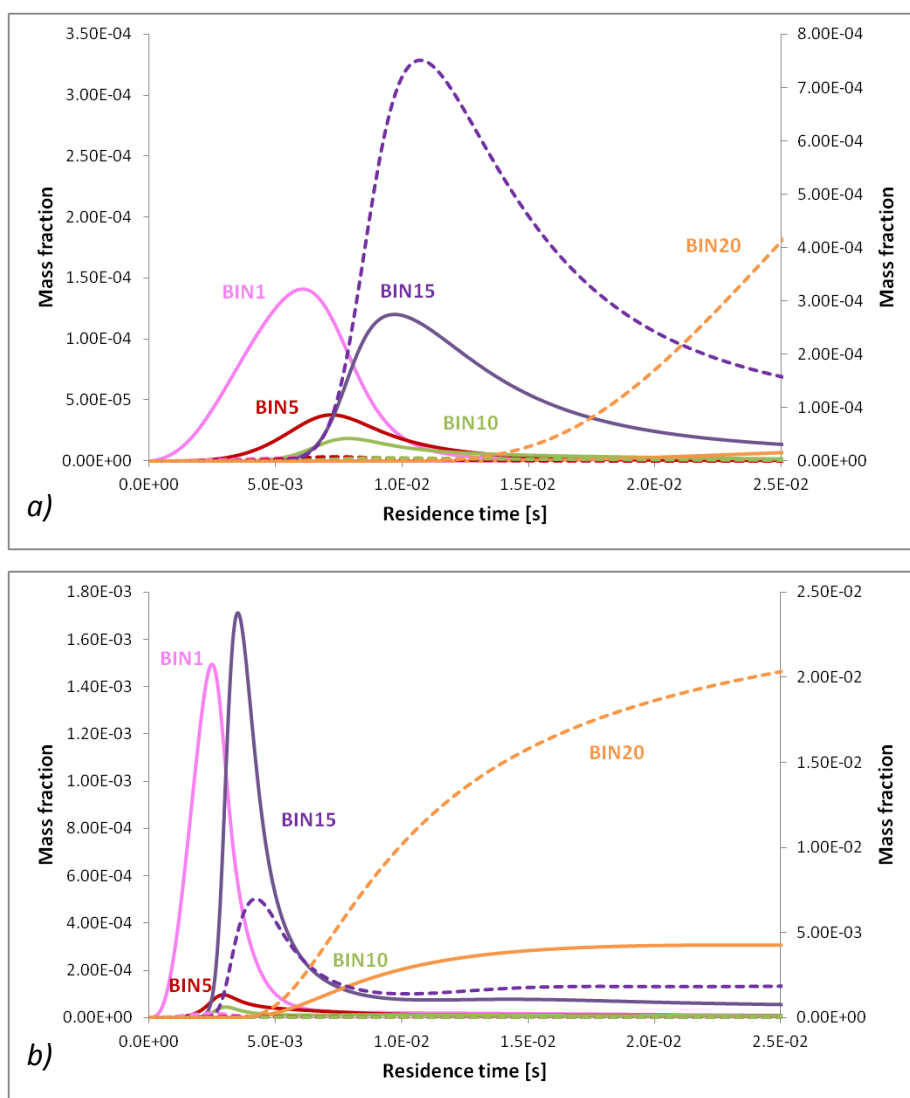 3.50E-04
3.00E-04
2.50E-04
2.00E-04
1.50E-04
1.00E-04
5.00E-05
0.00E+00
Mass fraction
8.00E-04
7.00E-04
6.00E-04
5.00E-04
4.00E-04
3.00E-04
2.00E-04
1.00E-04
0.00E+00
Mass fraction
BIN1
BIN15
BIN20
BIN5
BIN10
0.0E+00 5.0E-03 1.0E-02 1.5E-02 2.0E-02 2.5E-02
Residence time [s]
a)
1.80E-03
1.60E-03
1.40E-03
1.20E-03
1.00E-03
8.00E-04
6.00E-04
4.00E-04
2.00E-04
0.00E+00
Mass fraction
2.50E-02
2.00E-02
1.50E-02
1.00E-02
5.00E-03
0.00E+00
Mass fraction
BIN1
BIN20
BIN15
BIN10
BIN5
0.0E+00 5.0E-03 1.0E-02 1.5E-02 2.0E-02 2.5E-02
Residence time [s]
b)